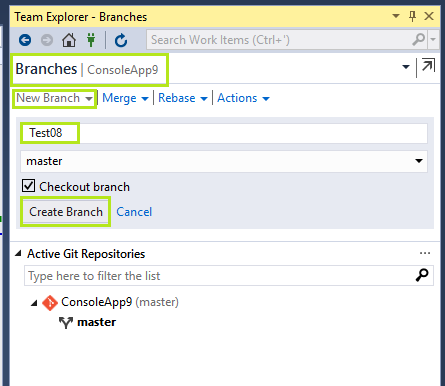 Team Explorer - Branches
Search Work Items (Ctrl+')
Branches | ConsoleApp9
New Branch | Merge | Rebase | Actions
Test08
master
Checkout branch
Create Branch Cancel
Active Git Repositories ...
Type here to filter the list
ConsoleApp9 (master)
master